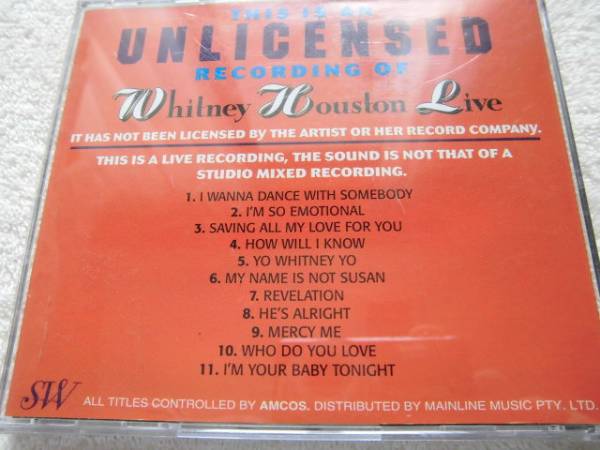 THIS IS AN
UNLICENSED
RECORDING OF
Whitney Houston Live
IT HAS NOT BEEN LICENSED BY THE ARTIST OR HER RECORD COMPANY.
THIS IS A LIVE RECORDING, THE SOUND IS NOT THAT OF A
STUDIO MIXED RECORDING.
1. I WANNA DANCE WITH SOMEBODY
2. I'M SO EMOTIONAL
3. SAVING ALL MY LOVE FOR YOU
4. HOW WILL I KNOW
5. YO WHITNEY YO
6. MY NAME IS NOT SUSAN
7. REVELATION
8. HE'S ALRIGHT
9. MERCY ME
10. WHO DO YOU LOVE
11. I'M YOUR BABY TONIGHT
SW ALL TITLES CONTROLLED BY AMCOS. DISTRIBUTED BY MAINLINE MUSIC PTY. LTD.